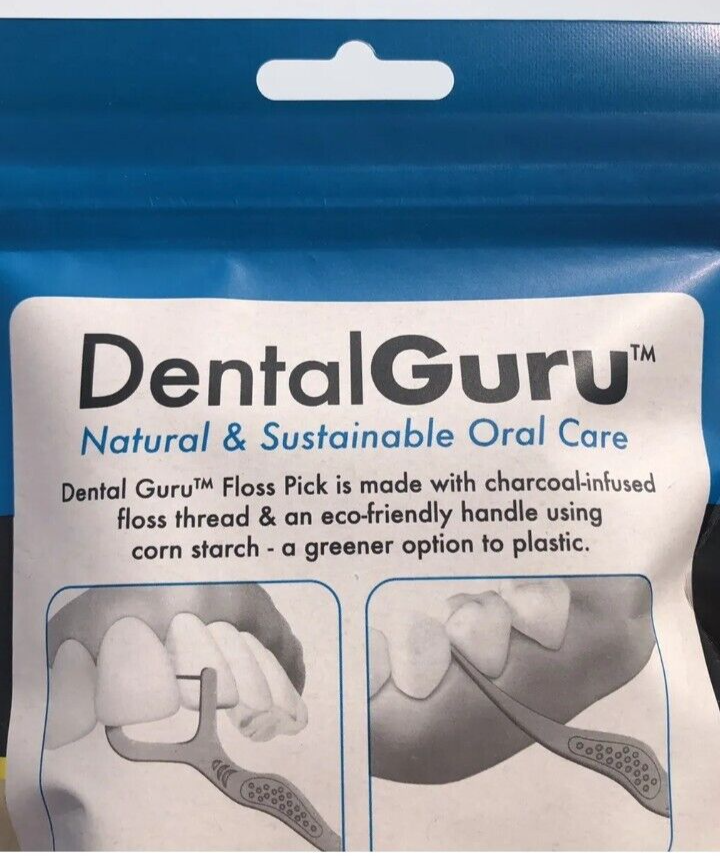 DentalGuru™
Natural & Sustainable Oral Care
Dental Guru™ Floss Pick is made with charcoal-infused
floss thread & an eco-friendly handle using
corn starch - a greener option to plastic.